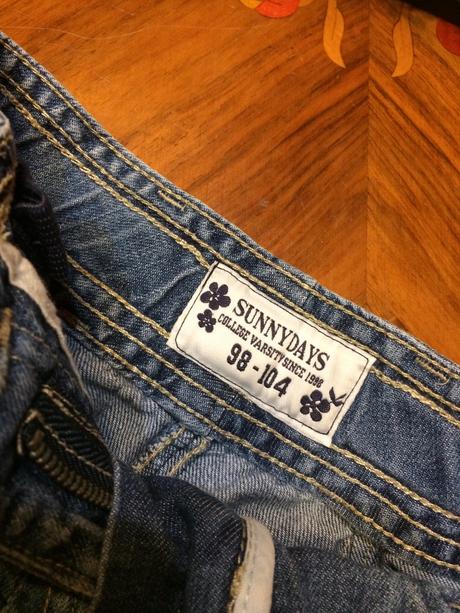 SUNNYDAYS
COLLEGE VARSITY SINCE 1998
98-104